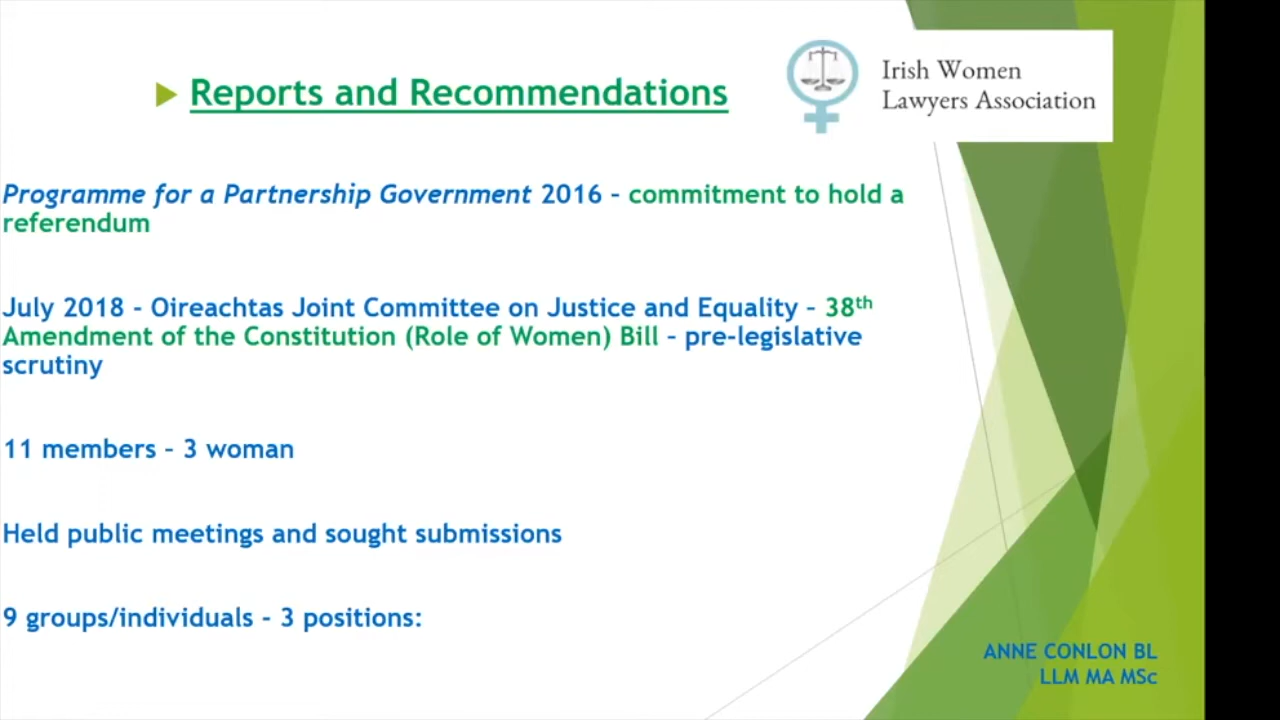 Reports and Recommendations
Irish Women
Lawyers Association
Programme for a Partnership Government 2016 – commitment to hold a
referendum
July 2018 - Oireachtas Joint Committee on Justice and Equality – 38th
Amendment of the Constitution (Role of Women) Bill – pre-legislative
scrutiny
11 members – 3 woman
Held public meetings and sought submissions
9 groups/individuals - 3 positions:
ANNE CONLON BL
LLM MA MSc